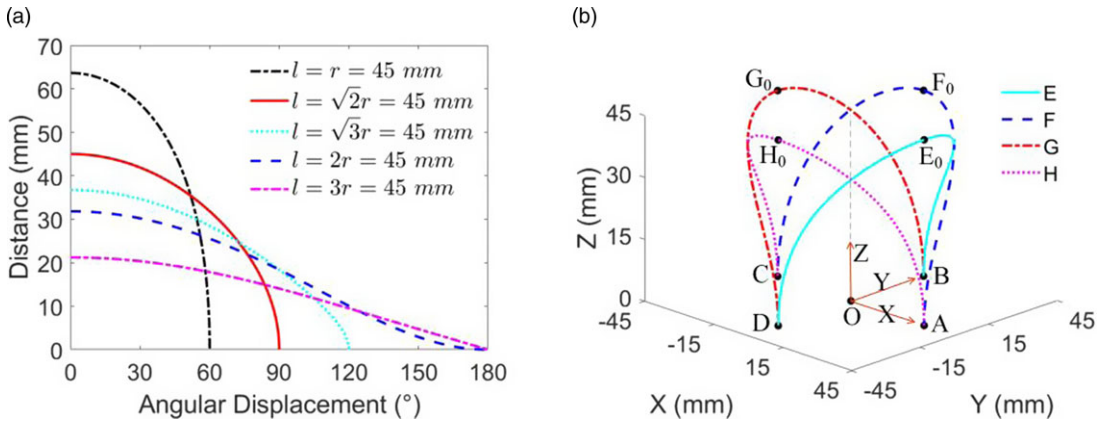 (a)
70
60
50
40
30
20
10
0
Distance (mm)
0 30 60 90 120 150 180
Angular Displacement (°)
l = r = 45 mm
l = √2r = 45 mm
l = √3r = 45 mm
l = 2r = 45 mm
l = 3r = 45 mm
(b)
45
30
15
0
Z (mm)
-45 -15 15 45
X (mm)
-45 -15 15 45
Y (mm)
G₀
F₀
H₀
E₀
C
B
D
A
O
Z
Y
X
E
F
G
H